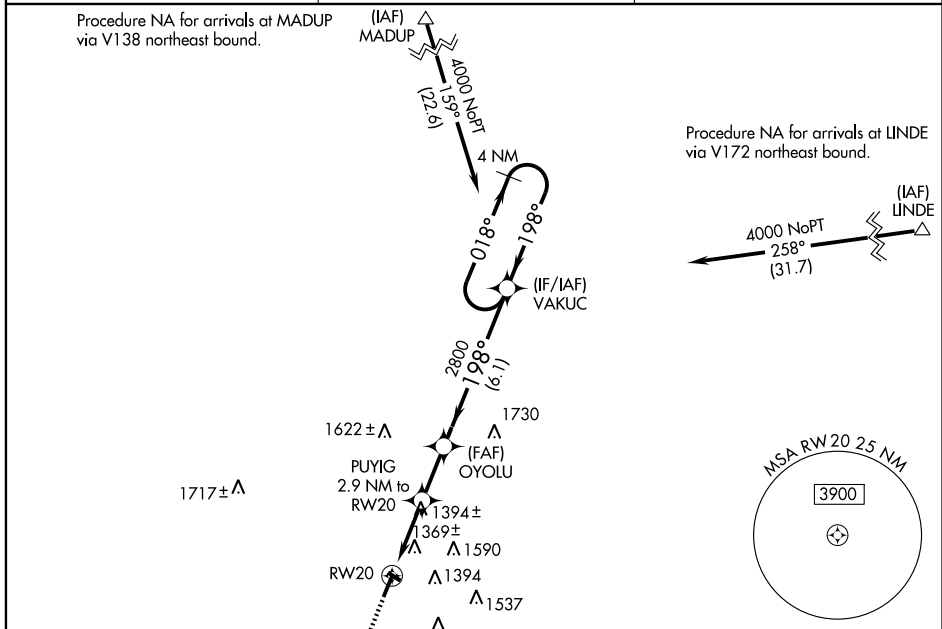 Procedure NA for arrivals at MADUP
via V138 northeast bound.
(IAF)
MADUP
4000 NoPT
159°
(22.6)
4 NM
Procedure NA for arrivals at LINDE
via V172 northeast bound.
(IAF)
LINDE
4000 NoPT
258°
(31.7)
018°
198°
(IF/IAF)
VAKUC
2800
198°
(6.1)
1730
1622±
(FAF)
OYOLU
PUYIG
2.9 NM to
RW20
1717±
1394±
1369±
1590
RW20
1394
1537
MSA RW20 25 NM
3900